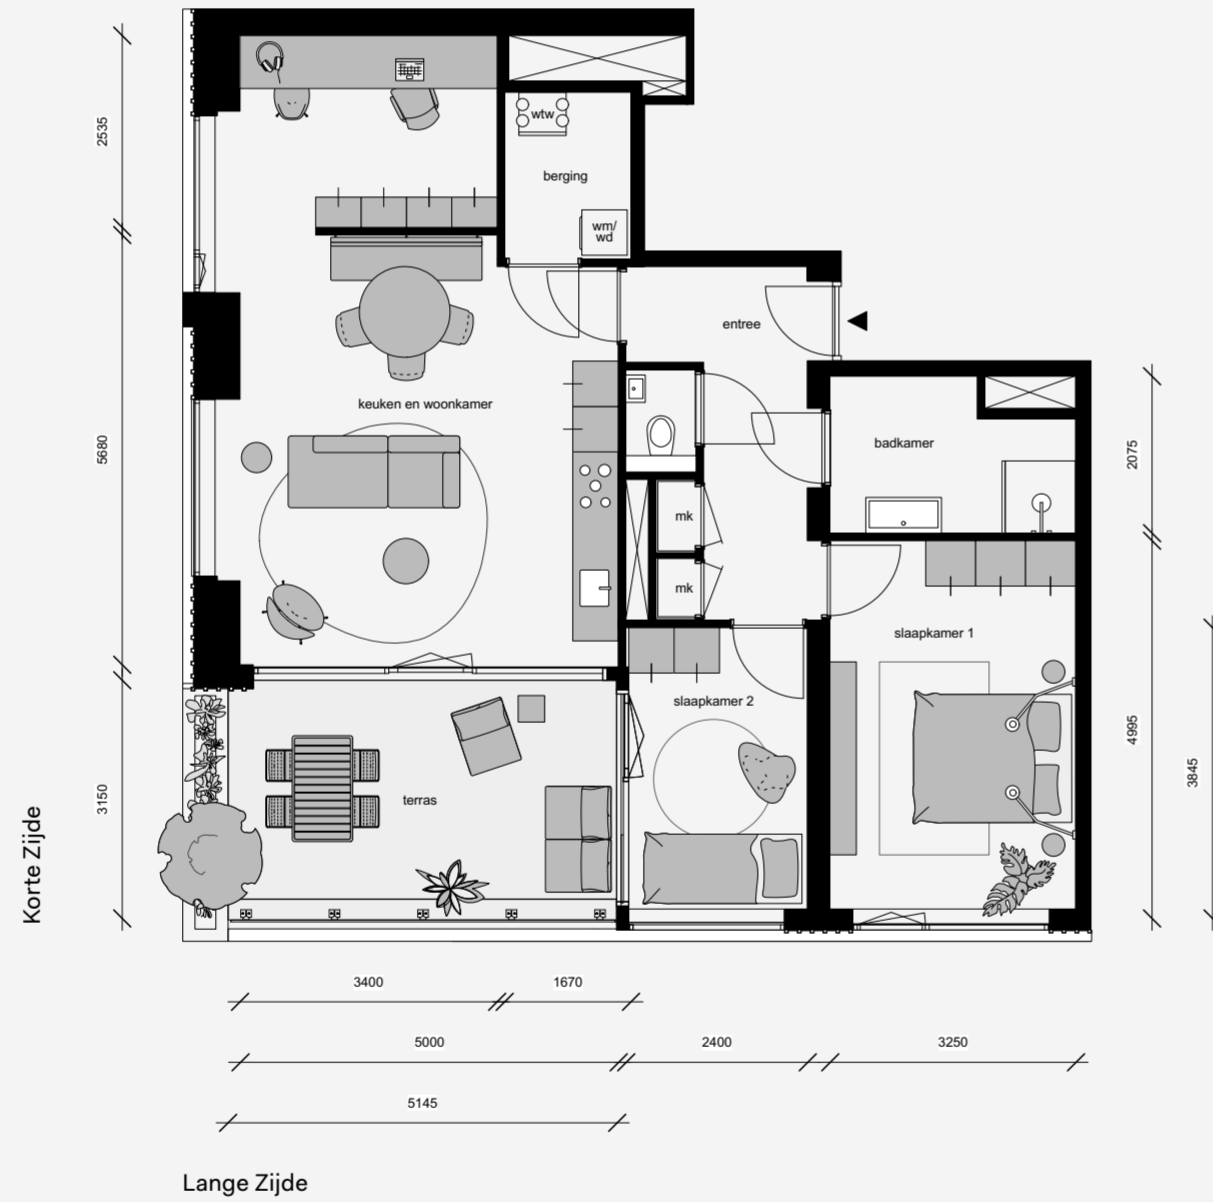 2535
wtw
berging
wm/
wd
entree
keuken en woonkamer
5680
badkamer
2075
mk
mk
slaapkamer 1
slaapkamer 2
4995
3845
3150
terras
Korte Zijde
3400
1670
5000
2400
3250
5145
Lange Zijde